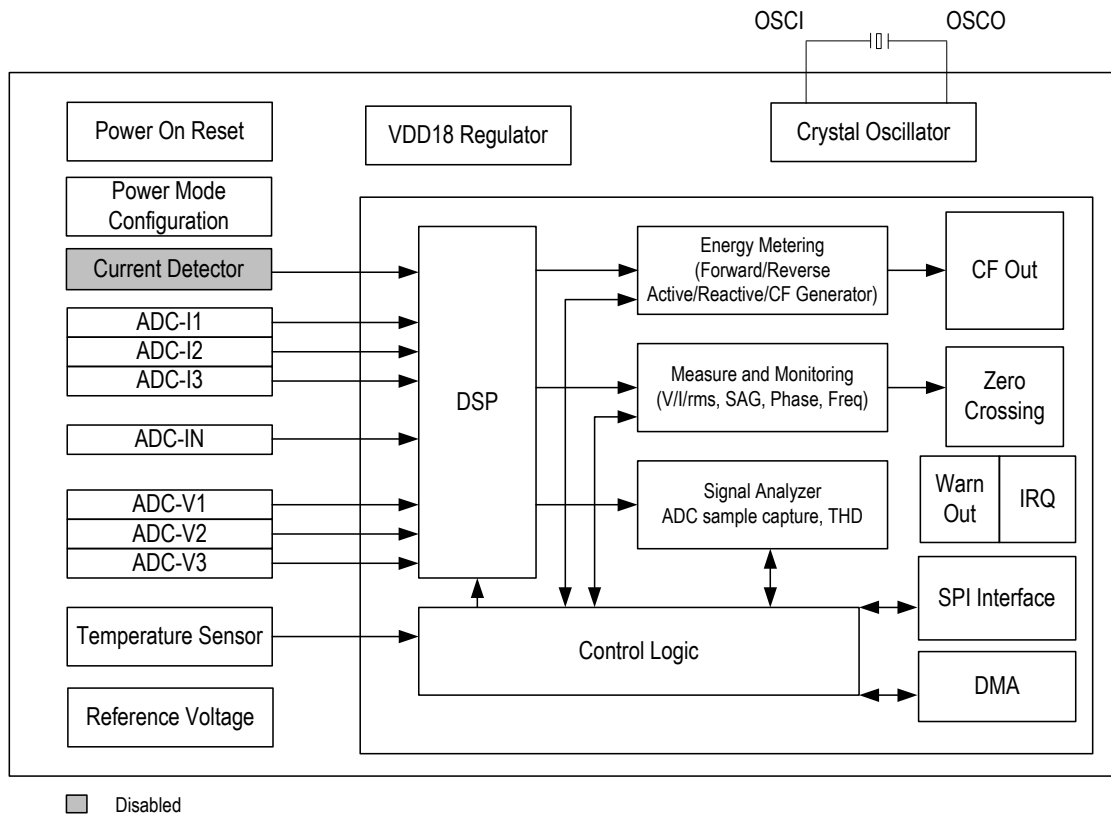 OSCI
OSCO
Power On Reset
VDD18 Regulator
Crystal Oscillator
Power Mode
Configuration
Current Detector
ADC-I1
ADC-I2
ADC-I3
ADC-IN
ADC-V1
ADC-V2
ADC-V3
Temperature Sensor
Reference Voltage
DSP
Energy Metering
(Forward/Reverse
Active/Reactive/CF Generator)
CF Out
Measure and Monitoring
(V/I/rms, SAG, Phase, Freq)
Zero
Crossing
Signal Analyzer
ADC sample capture, THD
Warn
Out
IRQ
Control Logic
SPI Interface
DMA
Disabled